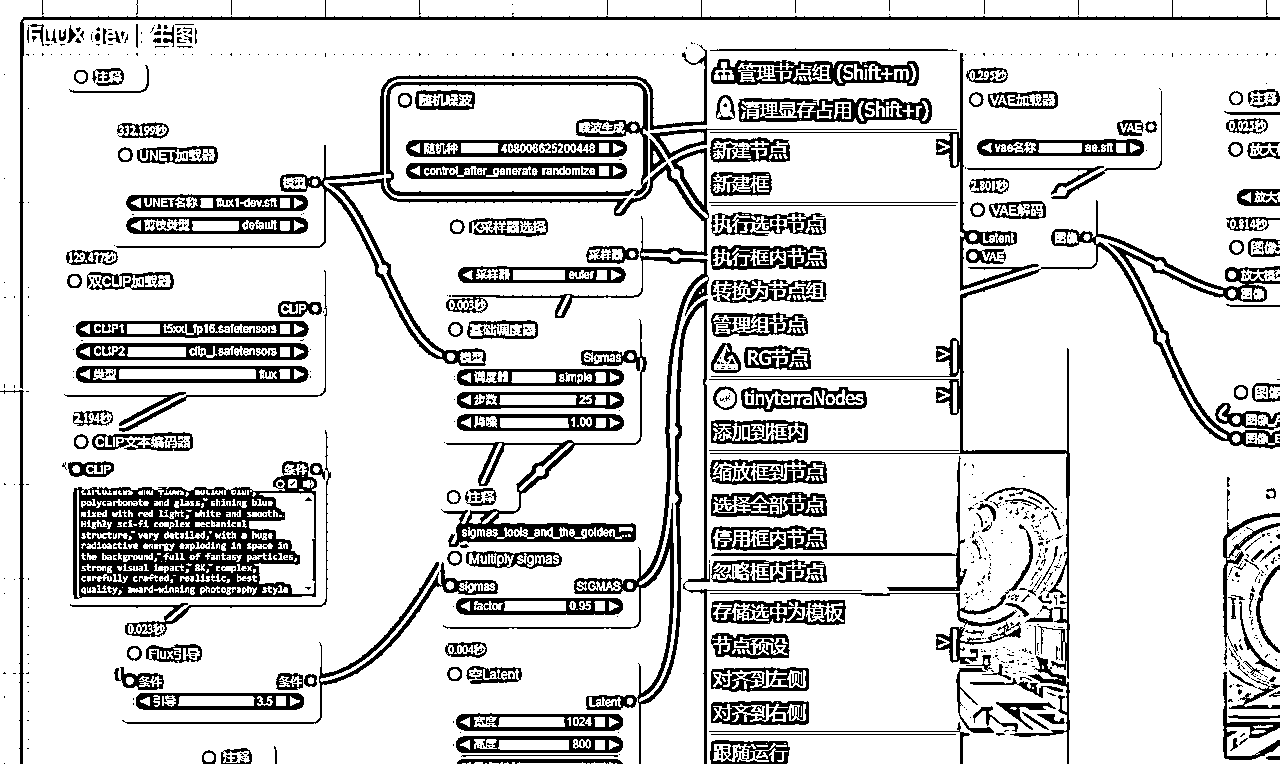 Flux dev | 生图
注释
312.199秒
UNET加载器
模型
UNET名称 flux1-dev.sft
剪枝类型 default
129.477秒
双CLIP加载器
CLIP
CLIP1 t5xxl_fp16.safetensors
CLIP2 clip_l.safetensors
类型 flux
2.194秒
CLIP文本编码器
CLIP
条件
polycarbonate and glass, shining blue
mixed with red light, white and smooth.
Highly sci-fi complex mechanical
structure, very detailed, with a huge
radioactive energy exploding in space in
the background, full of fantasy particles,
strong visual impact, 8K, complex,
carefully crafted, realistic, best
quality, award-winning photography style
0.023秒
Flux引导
条件
条件
引导 3.5
注释
随机噪波
噪波生成
随机种 408006625200448
control_after_generate randomize
K采样器选择
采样器
采样器 euler
0.003秒
基础调度器
模型
Sigmas
调度器 simple
步数 25
降噪 1.00
注释
sigmas_tools_and_the_golden_...
Multiply sigmas
sigmas
SIGMAS
factor 0.95
0.004秒
空Latent
Latent
宽度 1024
高度 800
管理节点组 (Shift+m)
清理显存占用 (Shift+r)
新建节点
新建框
执行选中节点
执行框内节点
转换为节点组
管理组节点
RG节点
tinyterraNodes
添加到框内
缩放框到节点
选择全部节点
停用框内节点
忽略框内节点
存储选中为模板
节点预设
对齐到左侧
对齐到右侧
跟随运行
0.295秒
VAE加载器
VAE
vae名称 ae.sft
2.801秒
VAE解码
Latent
图像
VAE
注释
0.025秒
放大
放大
0.814秒
图像
放大模
图像
图像
图像_
图像_